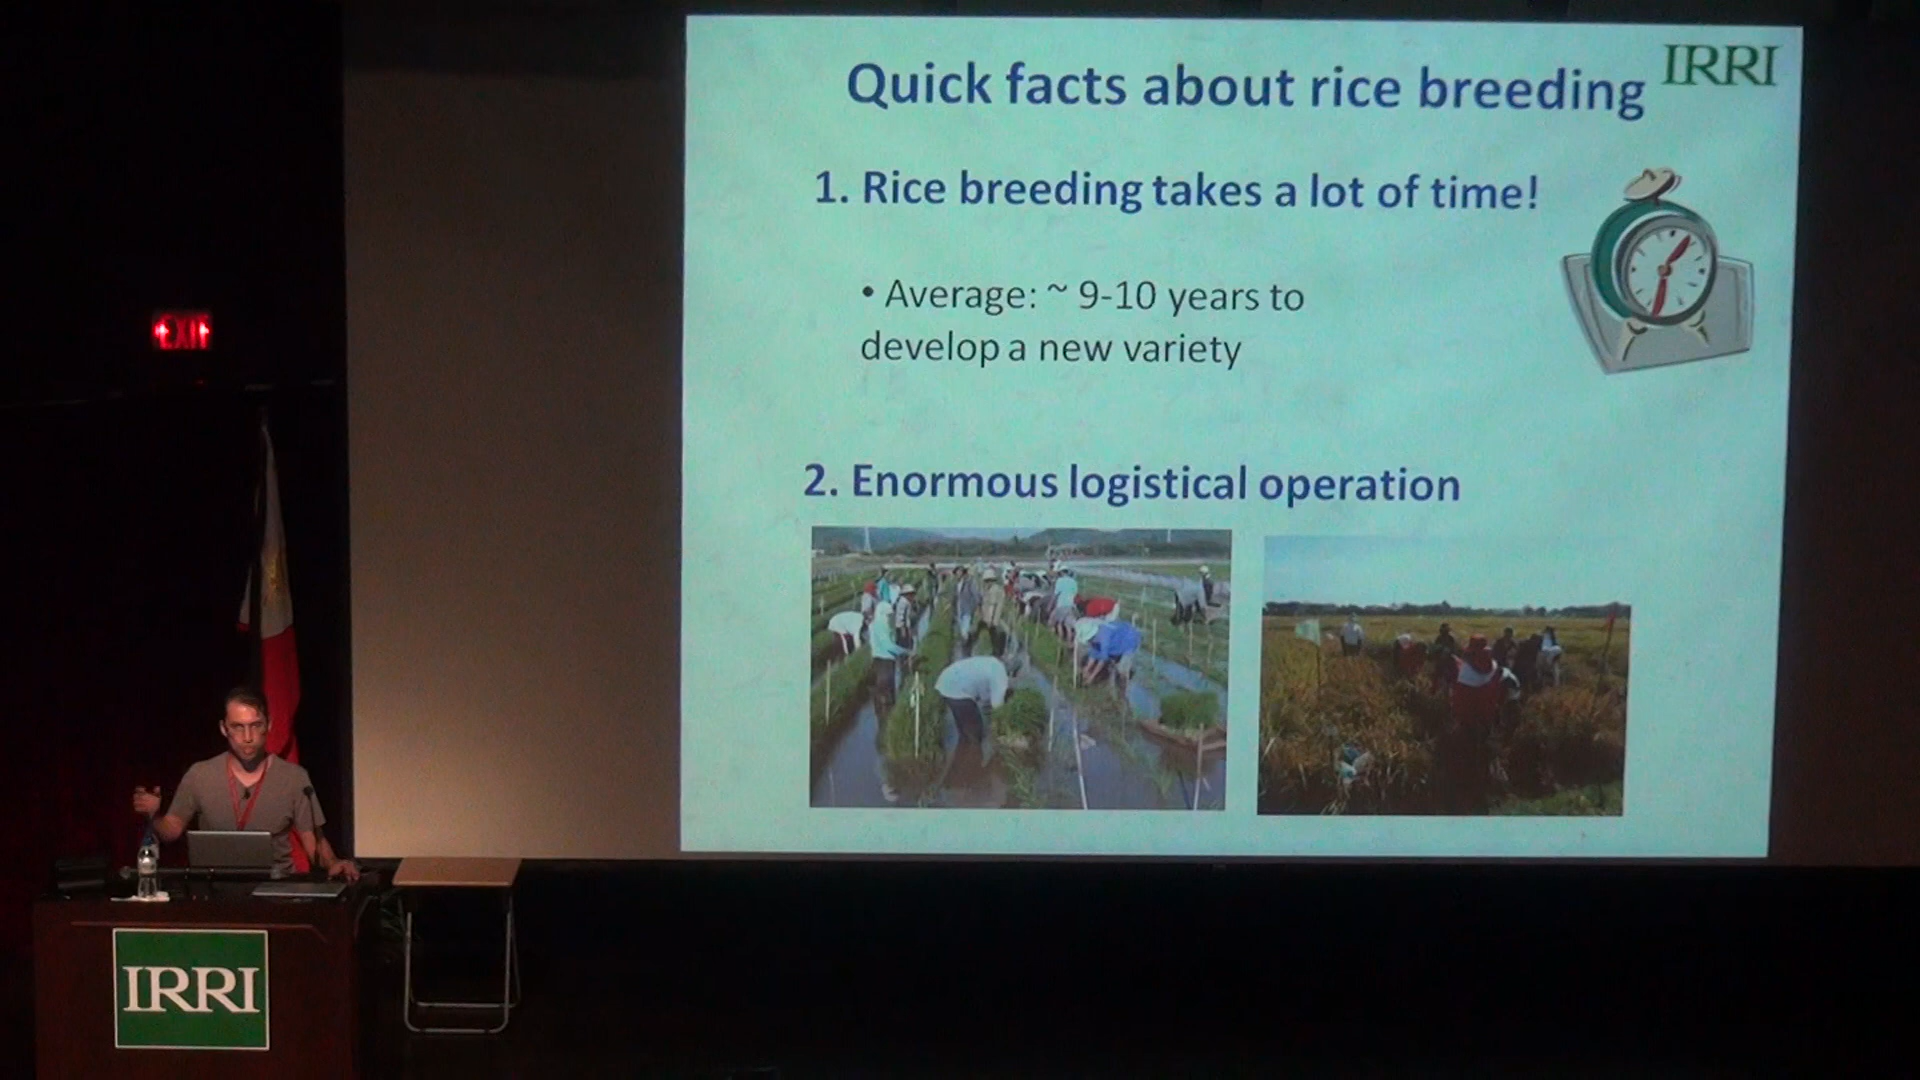 IRRI
Quick facts about rice breeding
1. Rice breeding takes a lot of time!
• Average: ~ 9-10 years to
develop a new variety
2. Enormous logistical operation
EXIT
IRRI